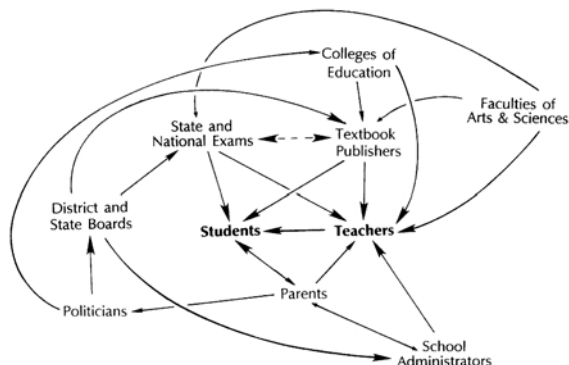 Colleges of
Education
Faculties of
Arts & Sciences
State and
National Exams
Textbook
Publishers
District and
State Boards
Students
Teachers
Parents
Politicians
School
Administrators